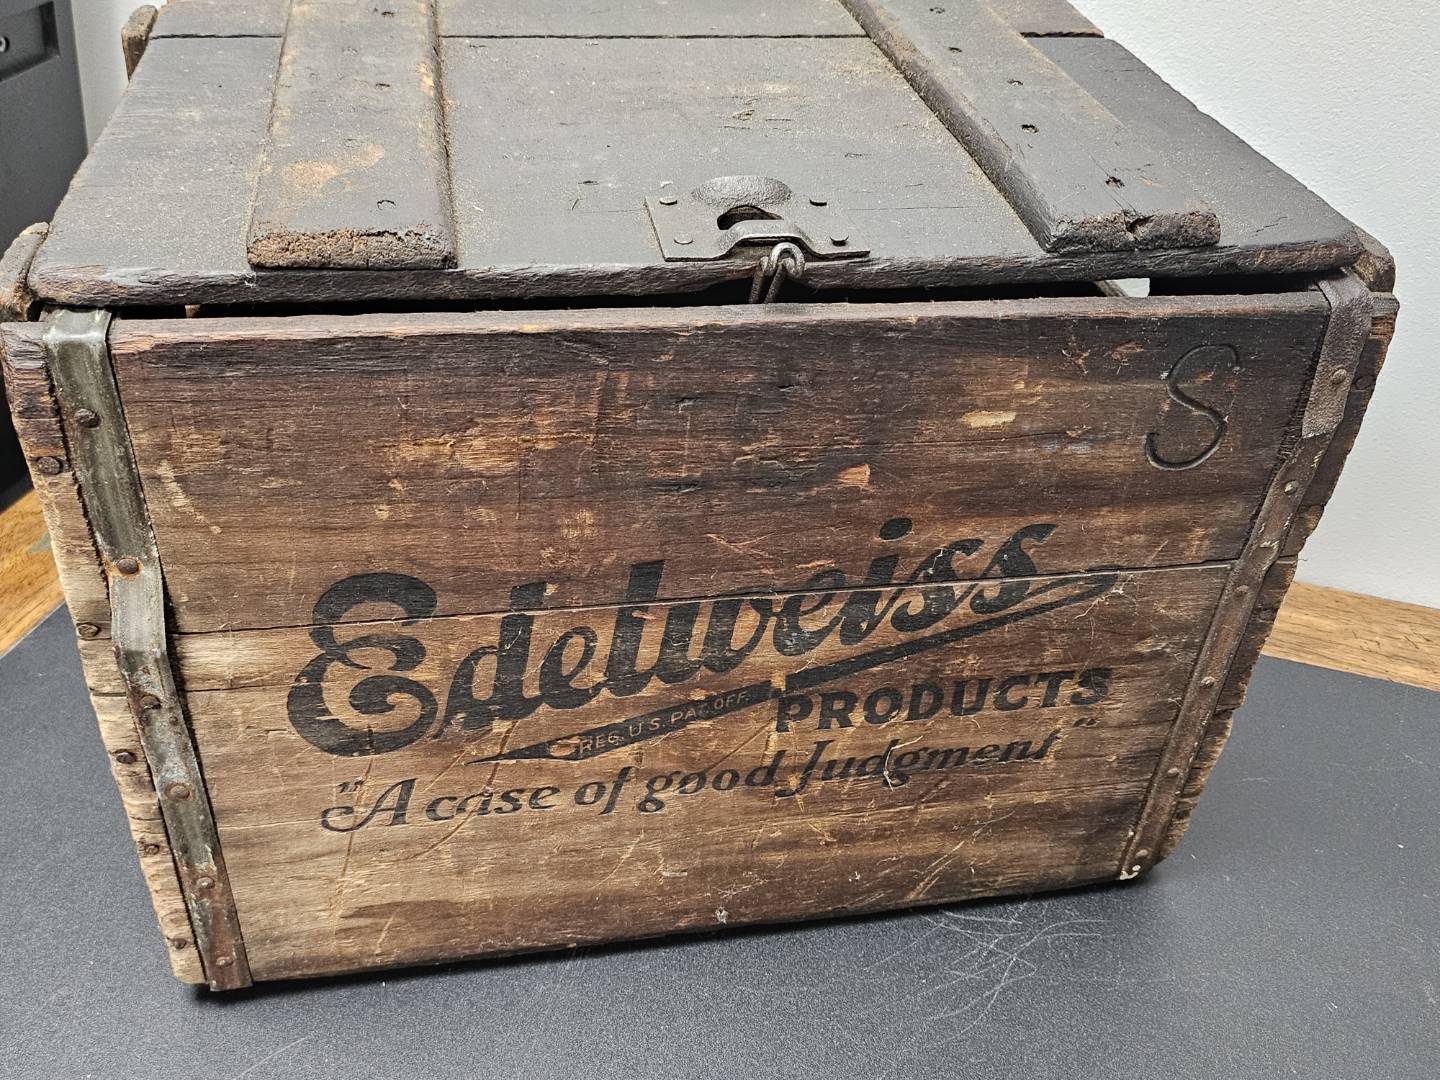 S
Edelweiss
REG. U.S. PAT. OFF.
PRODUCTS
"A case of good Judgment"